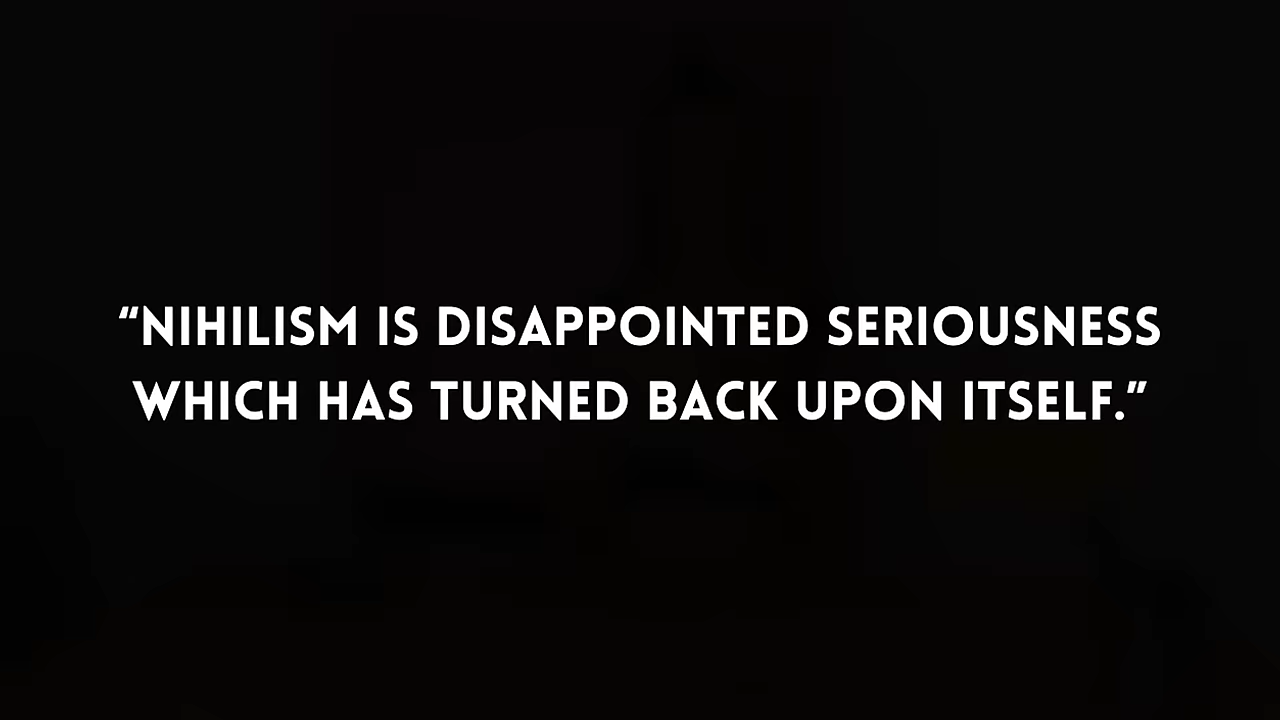 “NIHILISM IS DISAPPOINTED SERIOUSNESS
WHICH HAS TURNED BACK UPON ITSELF.”